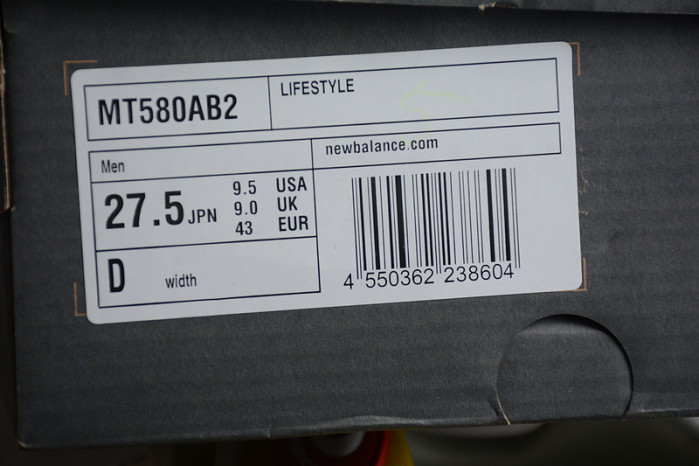 MT580AB2
LIFESTYLE
Men
newbalance.com
27.5 JPN
9.5 USA
9.0 UK
43 EUR
D width
4 550362 238604